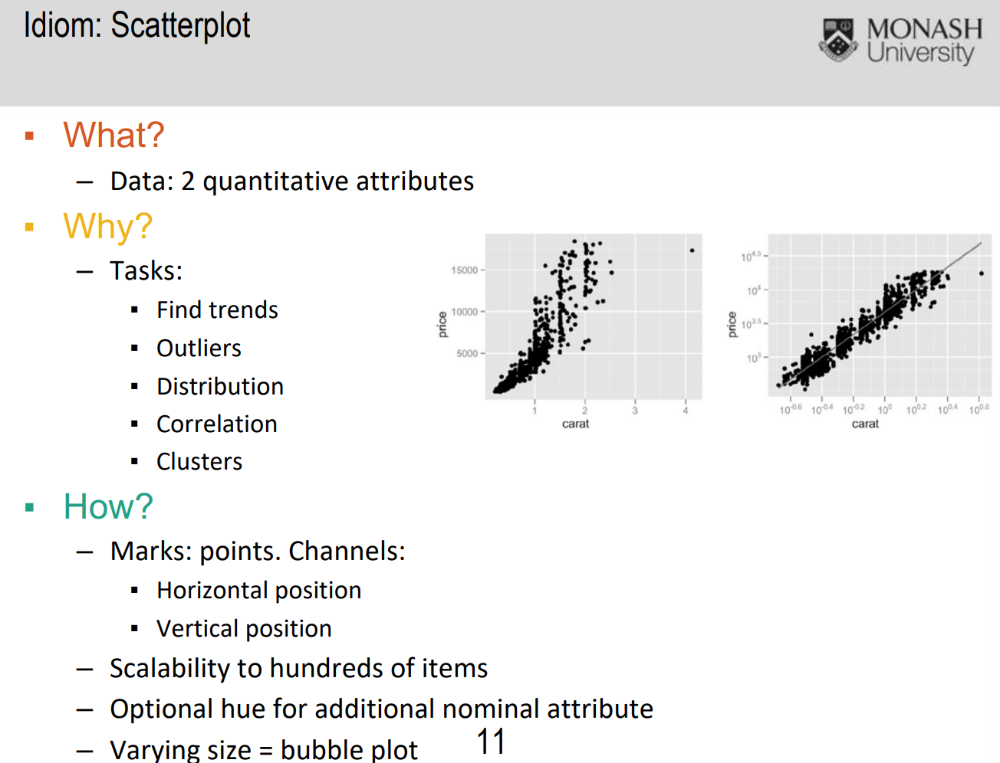 Idiom: Scatterplot
MONASH
University
▪ What?
– Data: 2 quantitative attributes
▪ Why?
– Tasks:
▪ Find trends
▪ Outliers
▪ Distribution
▪ Correlation
▪ Clusters
price
15000
10000
5000
1 2 3 4
carat
price
10^4.5
10^4
10^3.5
10^3
10^-0.6 10^-0.4 10^-0.2 10^0 10^0.2 10^0.4 10^0.6
carat
▪ How?
– Marks: points. Channels:
▪ Horizontal position
▪ Vertical position
– Scalability to hundreds of items
– Optional hue for additional nominal attribute
– Varying size = bubble plot
11